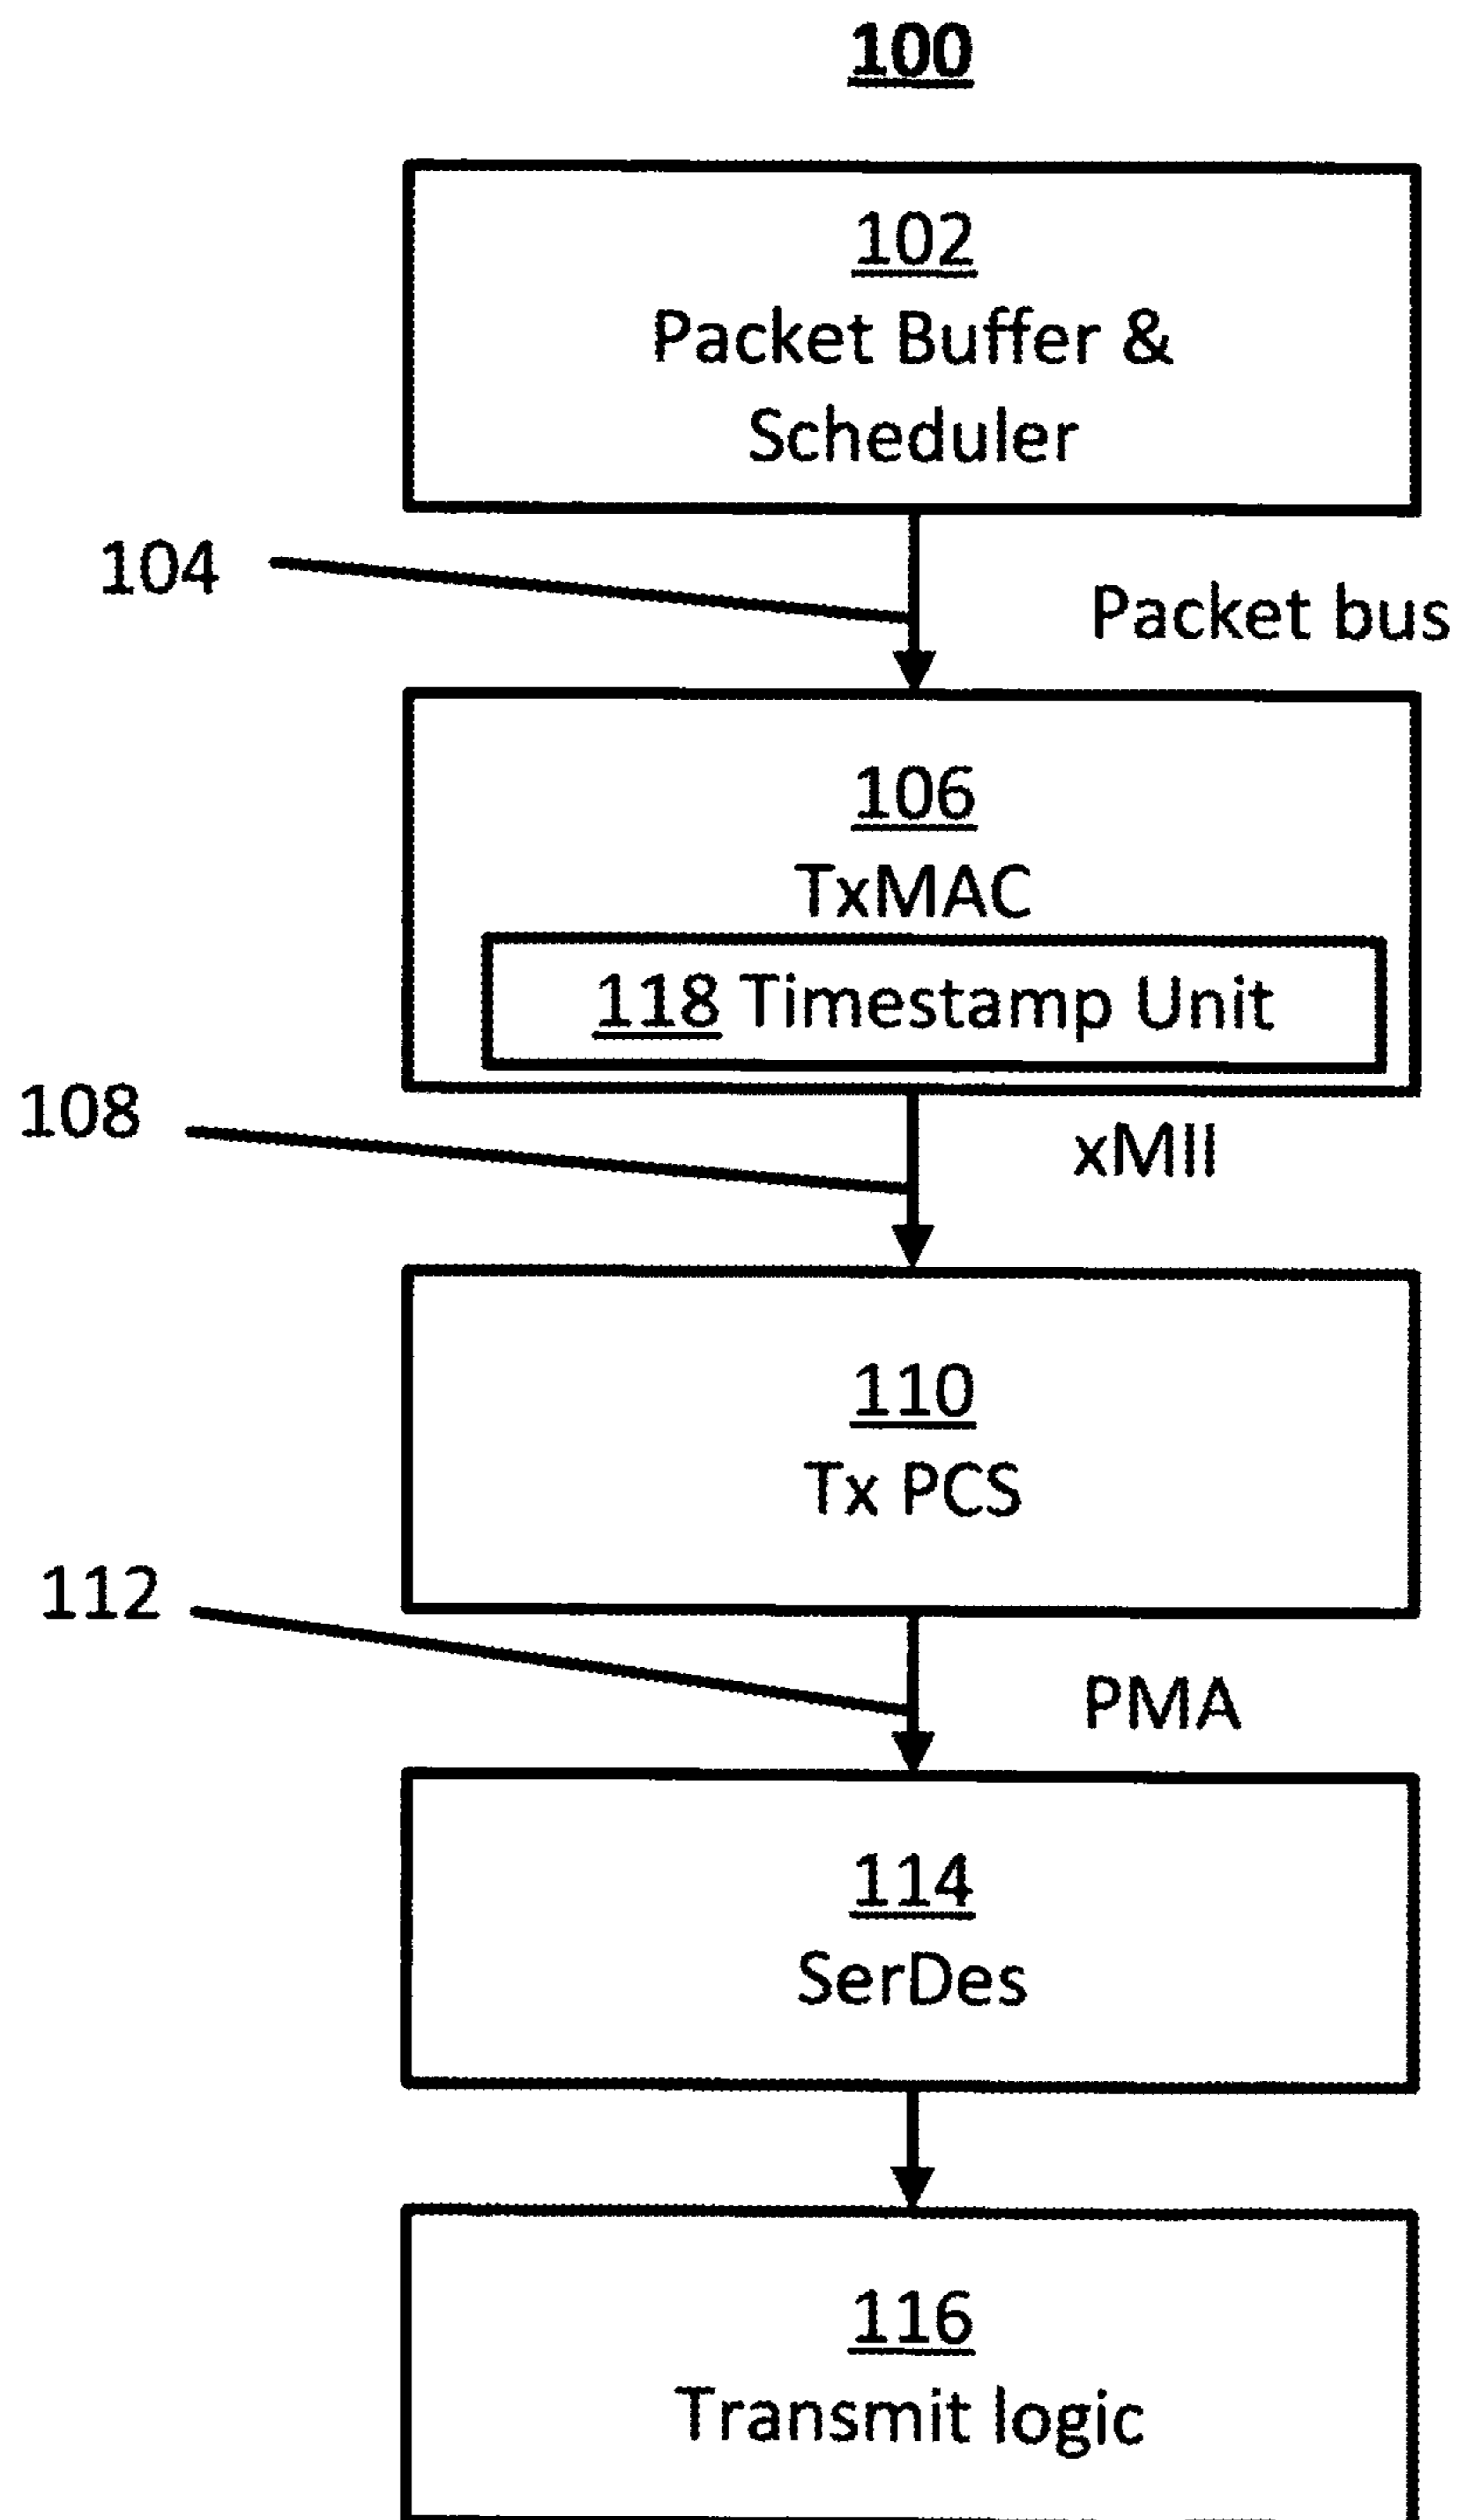 100
102
Packet Buffer &
Scheduler
104
Packet bus
106
TxMAC
118 Timestamp Unit
108
xMII
110
Tx PCS
112
PMA
114
SerDes
116
Transmit logic